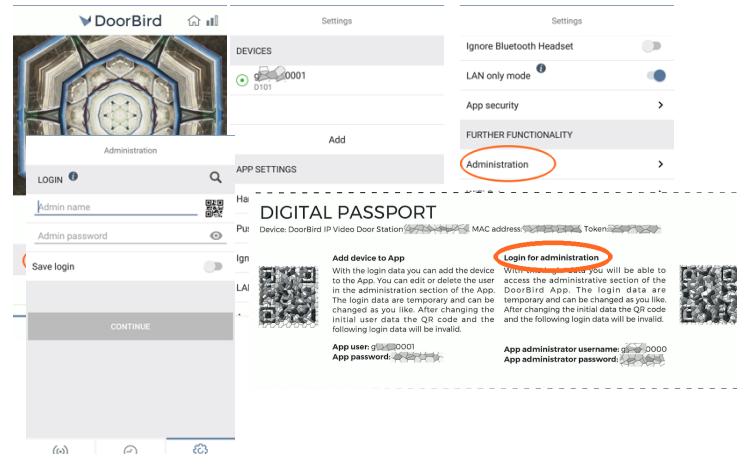 DoorBird
Administration
LOGIN
Admin name
Admin password
Save login
CONTINUE
Settings
DEVICES
0001
D101
Add
APP SETTINGS
Settings
Ignore Bluetooth Headset
LAN only mode
App security
FURTHER FUNCTIONALITY
Administration
DIGITAL PASSPORT
Device: DoorBird IP Video Door Station MAC address: Token:
Add device to App
With the login data you can add the device
to the App. You can edit or delete the user
in the administration section of the App.
The login data are temporary and can be
changed as you like. After changing the
initial user data the QR code and the
following login data will be invalid.
App user: g 0001
App password:
Login for administration
With the login data you will be able to
access the administrative section of the
DoorBird App. The login data are
temporary and can be changed as you like.
After changing the initial data the QR code
and the following login data will be invalid.
App administrator username: g 0000
App administrator password: